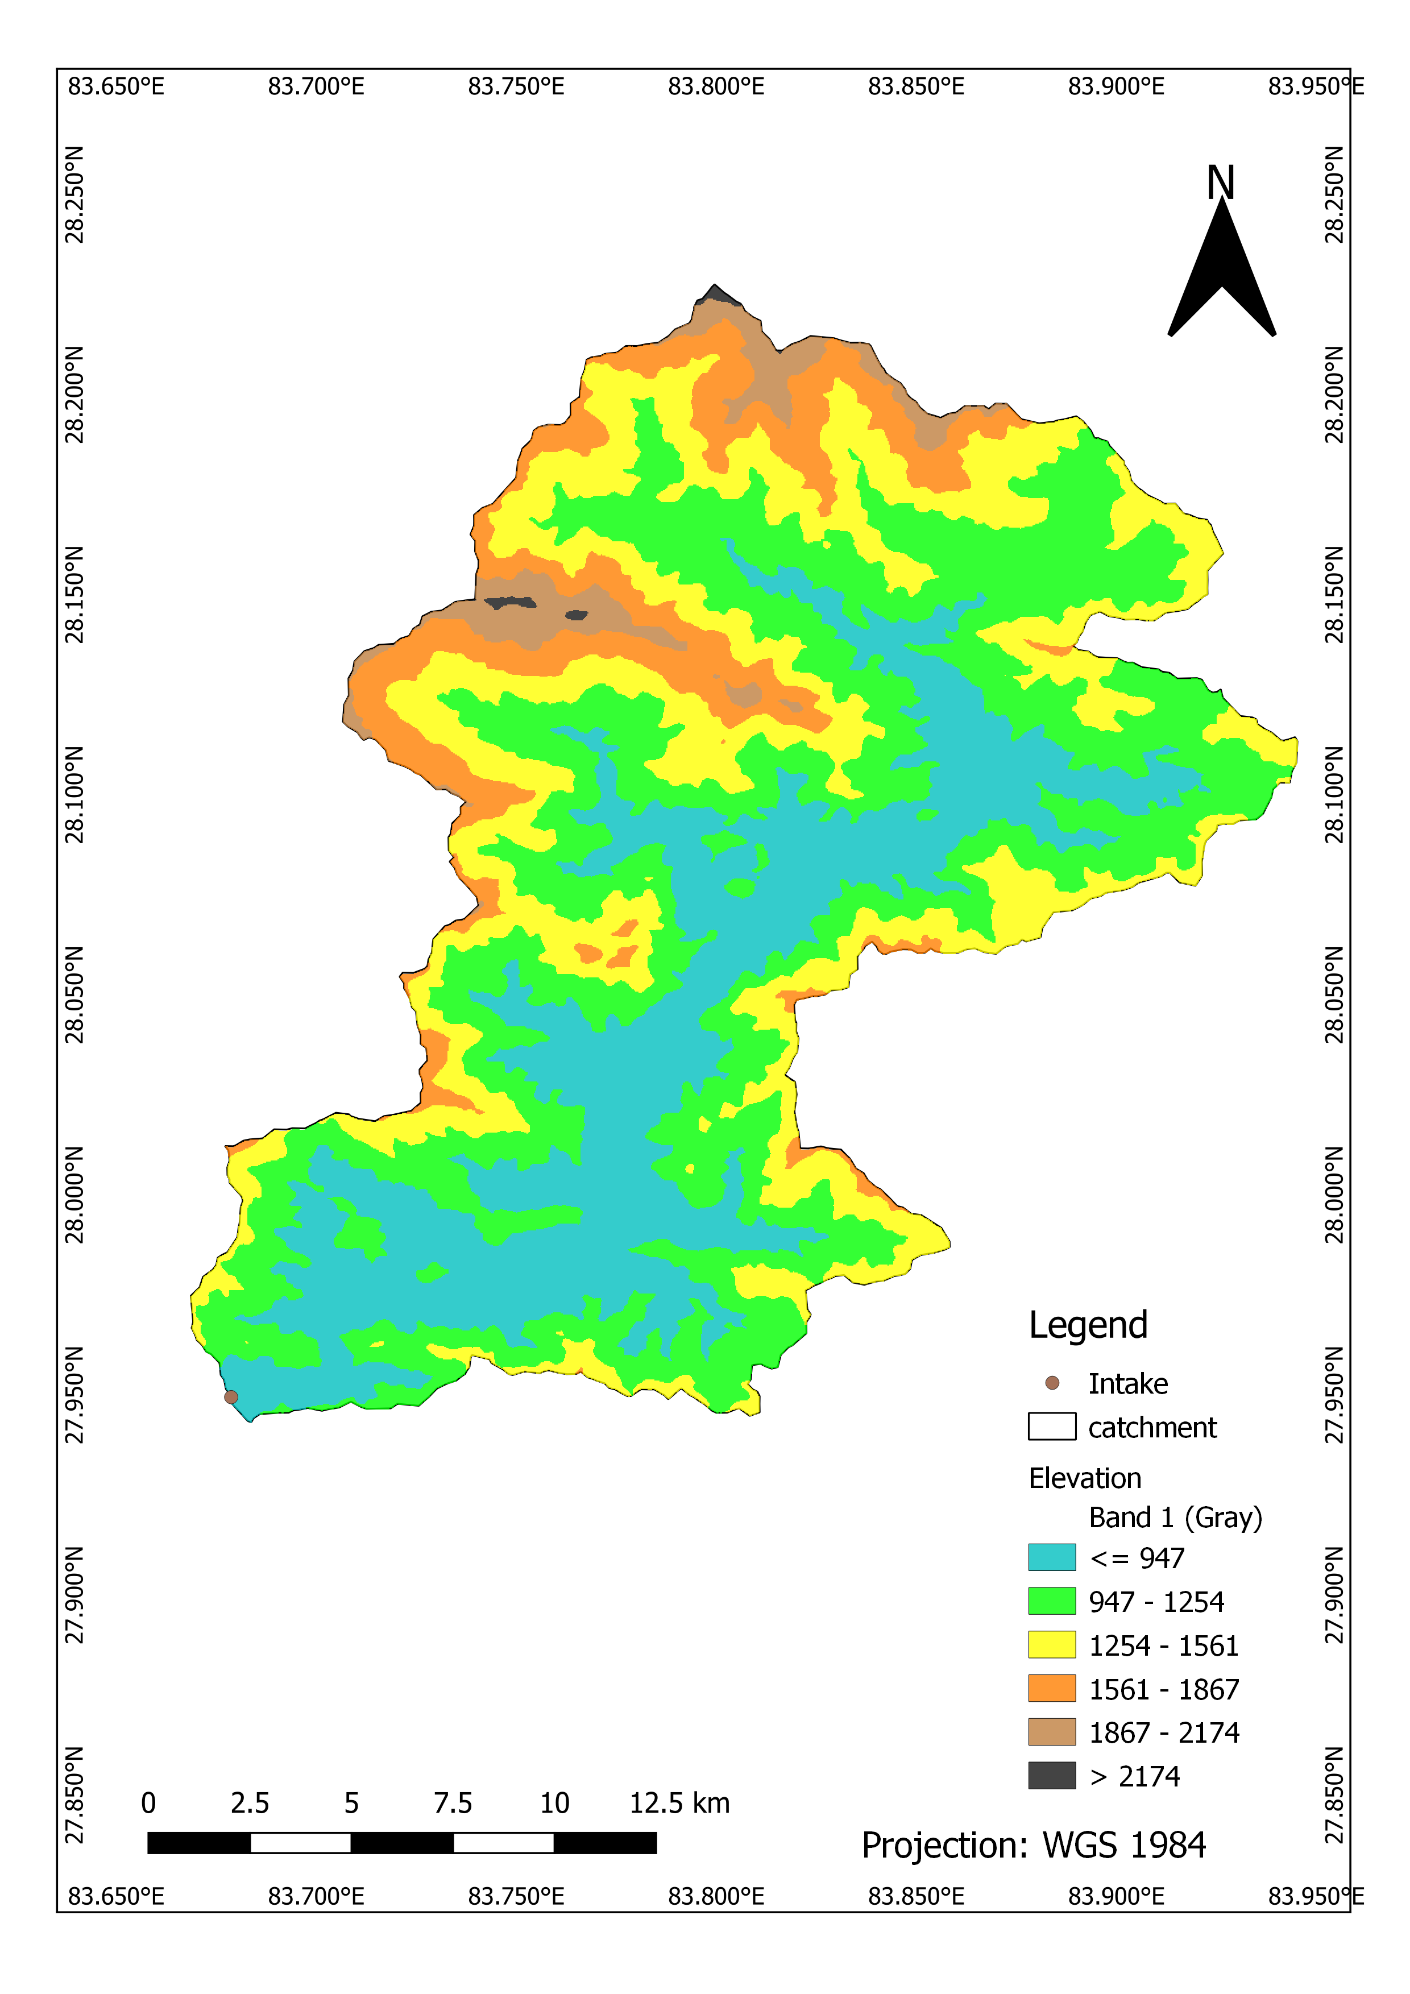 83.650°E 83.700°E 83.750°E 83.800°E 83.850°E 83.900°E 83.950°E
28.250°N 28.200°N 28.150°N 28.100°N 28.050°N 28.000°N 27.950°N 27.900°N 27.850°N
28.250°N 28.200°N 28.150°N 28.100°N 28.050°N 28.000°N 27.950°N 27.900°N 27.850°N
N
Legend
Intake
catchment
Elevation
Band 1 (Gray)
<= 947
947 - 1254
1254 - 1561
1561 - 1867
1867 - 2174
> 2174
0 2.5 5 7.5 10 12.5 km
Projection: WGS 1984
83.650°E 83.700°E 83.750°E 83.800°E 83.850°E 83.900°E 83.950°E